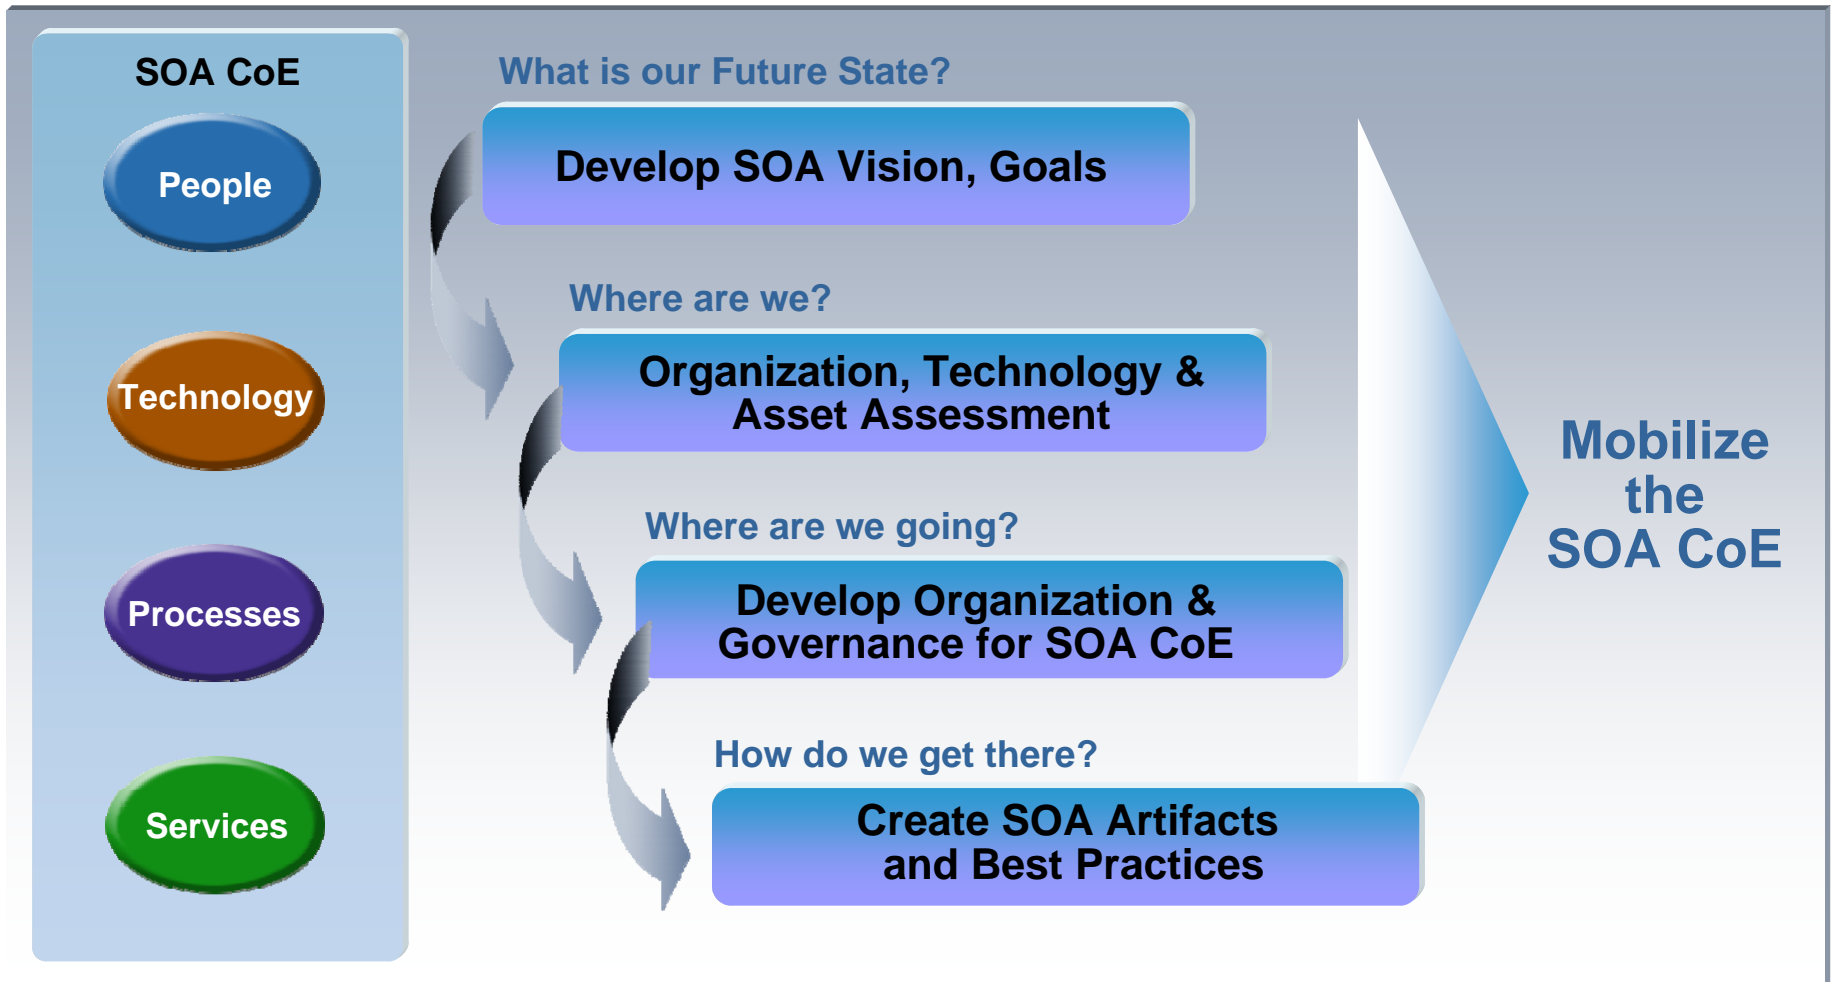 SOA CoE
People
Technology
Processes
Services
What is our Future State?
Develop SOA Vision, Goals
Where are we?
Organization, Technology &
Asset Assessment
Where are we going?
Develop Organization &
Governance for SOA CoE
How do we get there?
Create SOA Artifacts
and Best Practices
Mobilize
the
SOA CoE